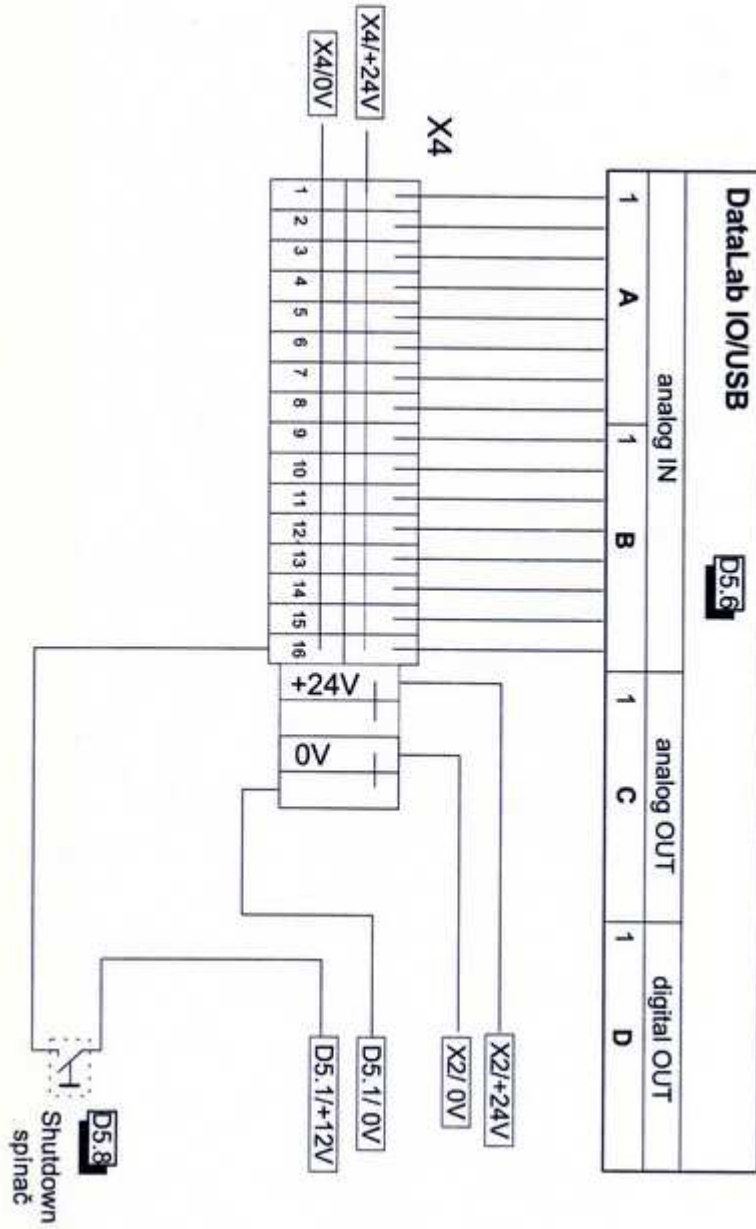 DataLab IO/USB
D5.6
analog IN
analog OUT
digital OUT
1 A 1 B 1 C 1 D
X4
X4/+24V
X4/0V
1 2 3 4 5 6 7 8 9 10 11 12 13 14 15 16
+24V
0V
X2/+24V
X2/ 0V
D5.1/ 0V
D5.1/+12V
D5.8
Shutdown
spínač